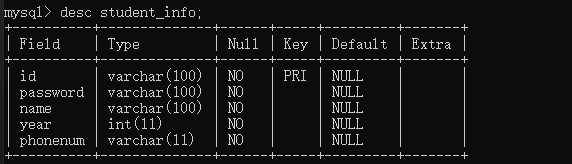 mysql> desc student_info;
+----------+--------------+------+-----+---------+-------+
| Field    | Type         | Null | Key | Default | Extra |
+----------+--------------+------+-----+---------+-------+
| id       | varchar(100) | NO   | PRI | NULL    |       |
| password | varchar(100) | NO   |     | NULL    |       |
| name     | varchar(100) | NO   |     | NULL    |       |
| year     | int(11)      | NO   |     | NULL    |       |
| phonenum | varchar(11)  | NO   |     | NULL    |       |
+----------+--------------+------+-----+---------+-------+